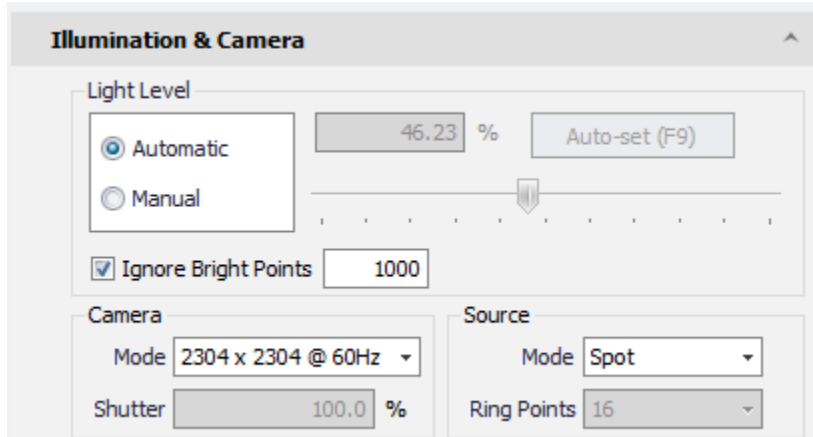 Illumination & Camera
Light Level
Automatic
46.23 %
Auto-set (F9)
Manual
Ignore Bright Points 1000
Camera
Mode 2304 x 2304 @ 60Hz
Shutter 100.0 %
Source
Mode Spot
Ring Points 16